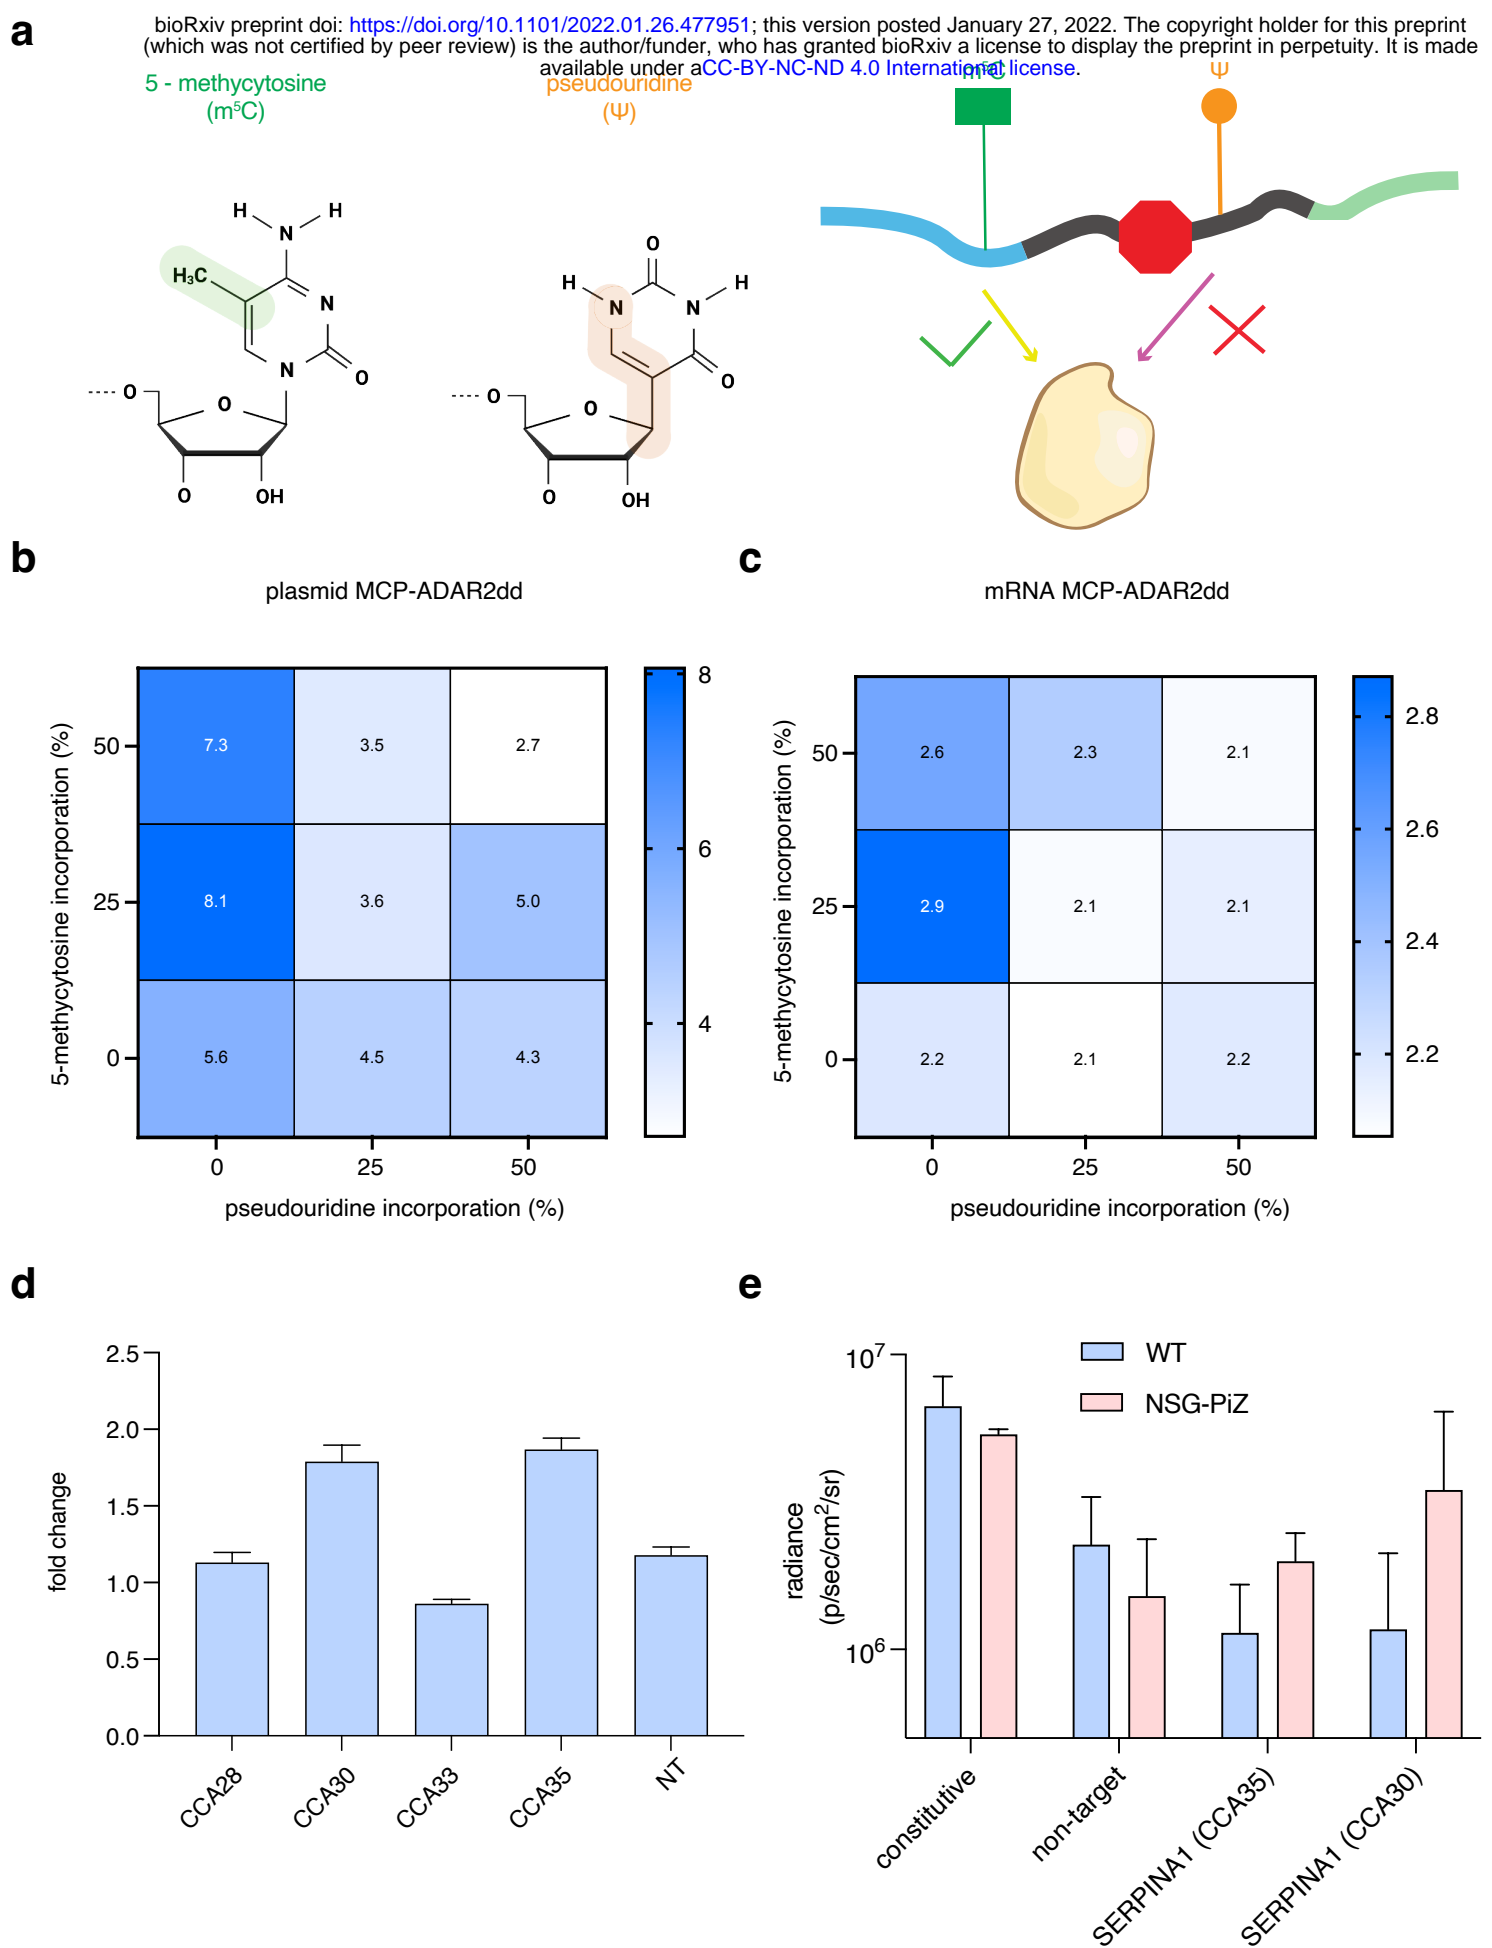 a
bioRxiv preprint doi: https://doi.org/10.1101/2022.01.26.477951; this version posted January 27, 2022. The copyright holder for this preprint
(which was not certified by peer review) is the author/funder, who has granted bioRxiv a license to display the preprint in perpetuity. It is made
available under aCC-BY-NC-ND 4.0 International license.
5 - methycytosine
(m⁵C)
pseudouridine
(Ψ)
m⁵C
Ψ
H H
N
H₃C
N
N
O
O
O
O OH
O
H N N H
O
O
O
O OH
b
plasmid MCP-ADAR2dd
5-methycytosine incorporation (%)
50 7.3 3.5 2.7
25 8.1 3.6 5.0
0 5.6 4.5 4.3
0 25 50
pseudouridine incorporation (%)
8
6
4
c
mRNA MCP-ADAR2dd
5-methycytosine incorporation (%)
50 2.6 2.3 2.1
25 2.9 2.1 2.1
0 2.2 2.1 2.2
0 25 50
pseudouridine incorporation (%)
2.8
2.6
2.4
2.2
d
fold change
2.5
2.0
1.5
1.0
0.5
0.0
CCA28
CCA30
CCA33
CCA35
NT
e
radiance
(p/sec/cm²/sr)
10⁷
10⁶
WT
NSG-PiZ
constitutive
non-target
SERPINA1 (CCA35)
SERPINA1 (CCA30)